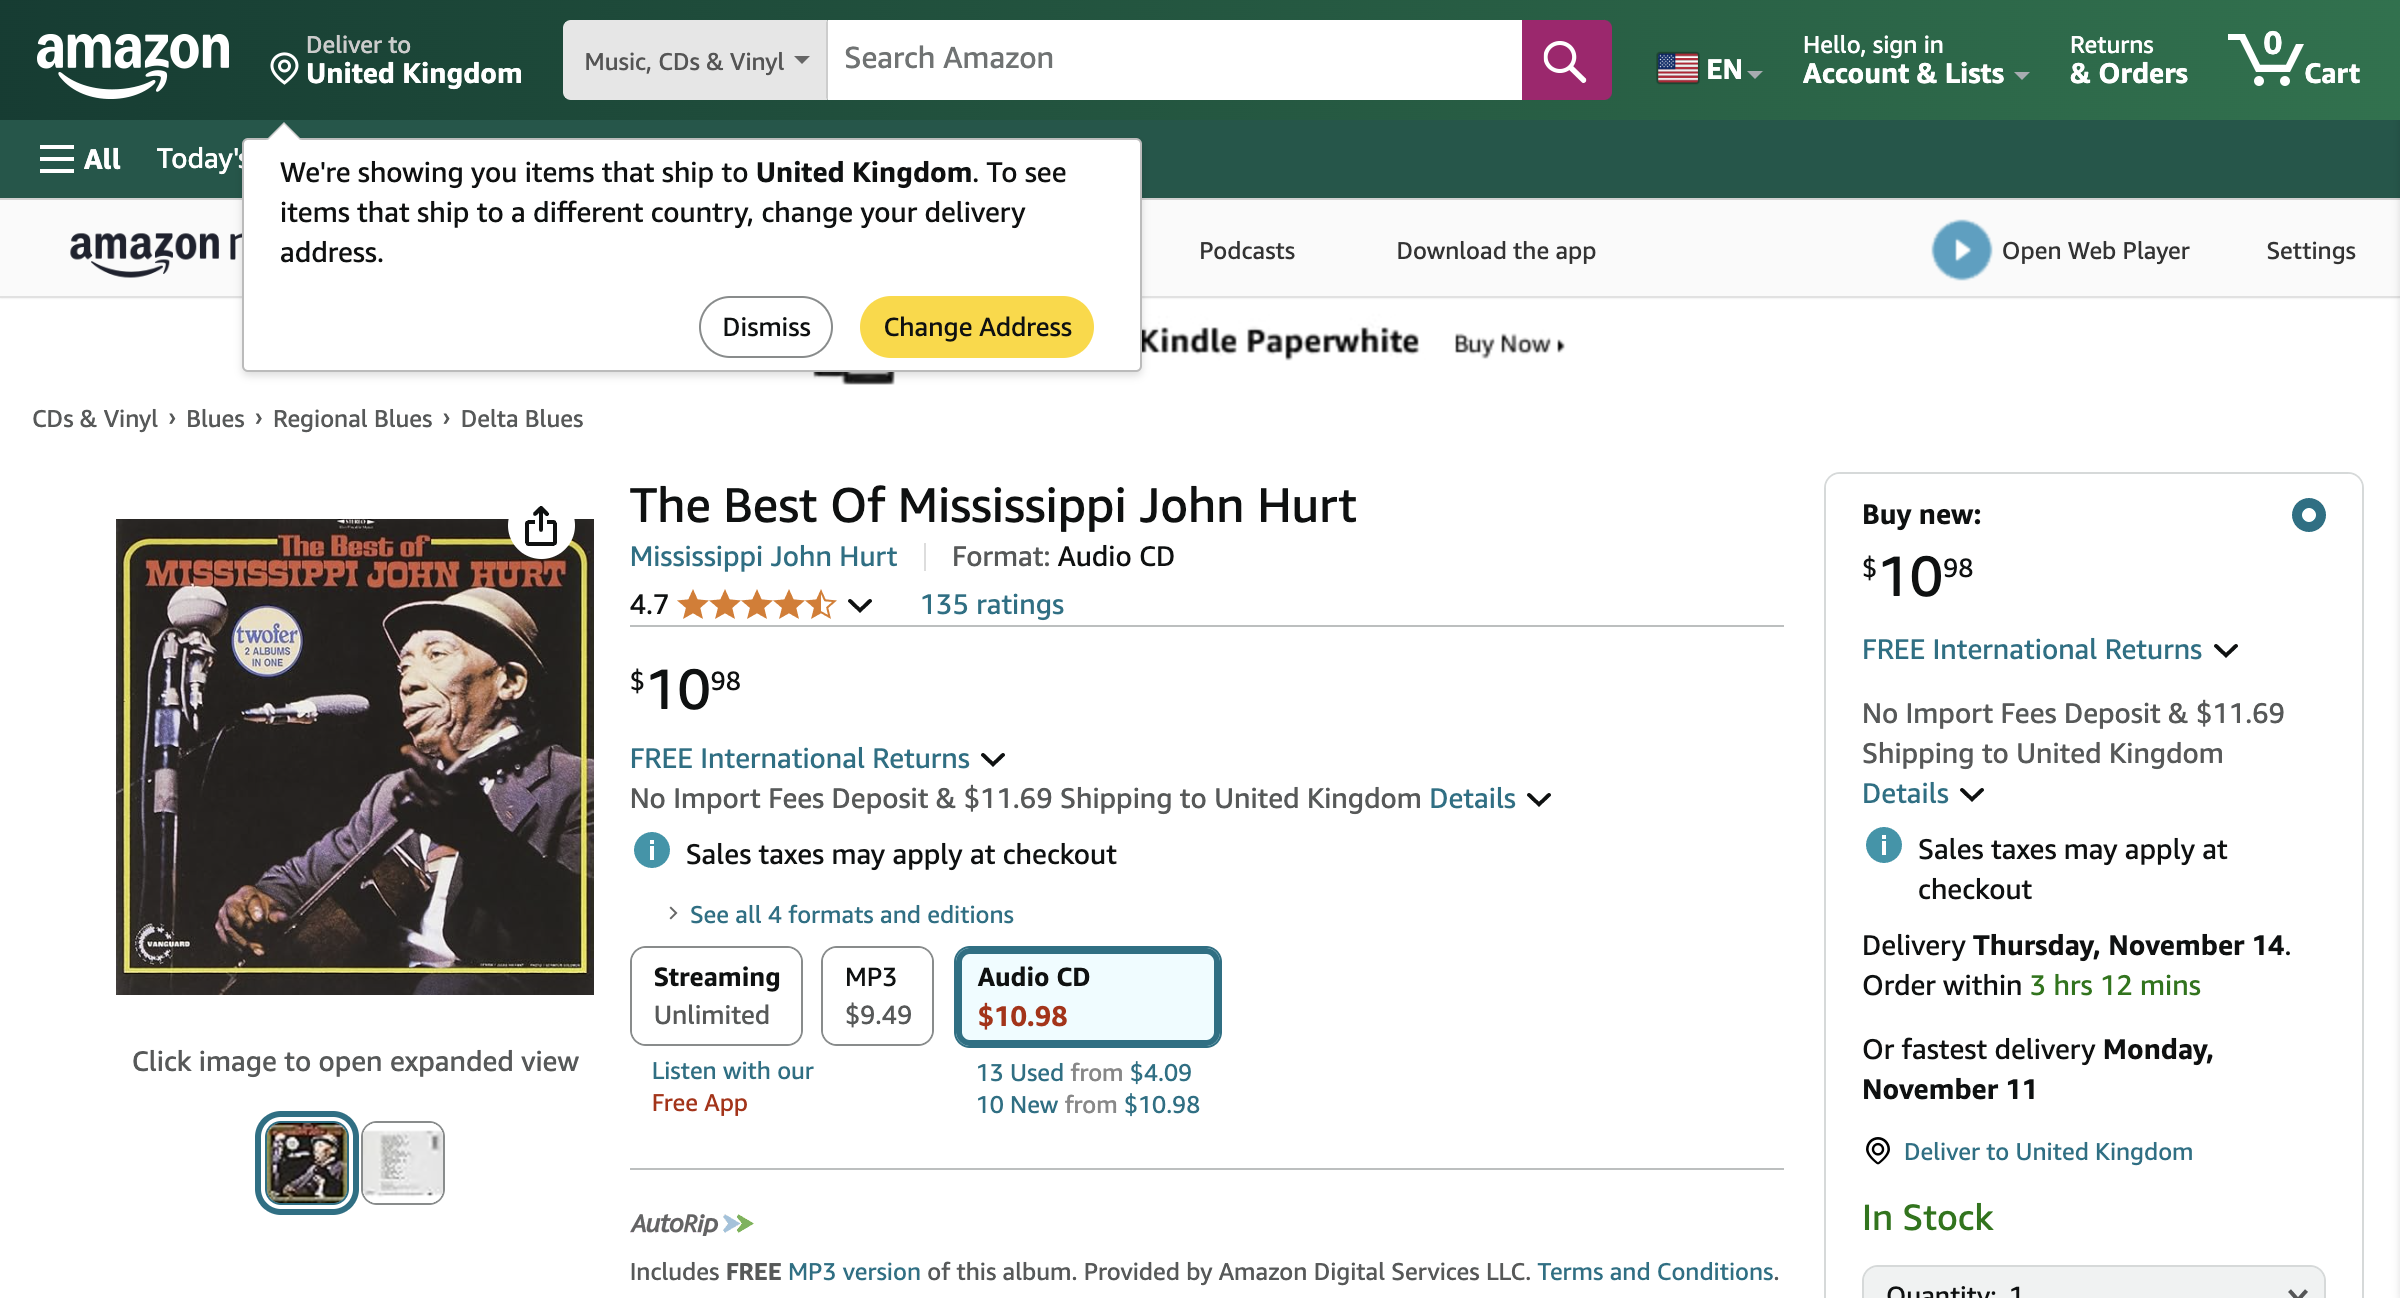 amazon
Deliver to
United Kingdom
Music, CDs & Vinyl
Search Amazon
EN
Hello, sign in
Account & Lists
Returns
& Orders
0
Cart
All
Today's
We're showing you items that ship to United Kingdom. To see
items that ship to a different country, change your delivery
address.
Dismiss
Change Address
amazon
Podcasts
Download the app
Open Web Player
Settings
Kindle Paperwhite
Buy Now
CDs & Vinyl › Blues › Regional Blues › Delta Blues
The Best of
MISSISSIPPI JOHN HURT
twofer
2 ALBUMS
IN ONE
VANGUARD
Click image to open expanded view
The Best Of Mississippi John Hurt
Mississippi John Hurt
Format: Audio CD
4.7
135 ratings
$10.98
FREE International Returns
No Import Fees Deposit & $11.69 Shipping to United Kingdom Details
Sales taxes may apply at checkout
See all 4 formats and editions
Streaming
Unlimited
MP3
$9.49
Audio CD
$10.98
Listen with our
Free App
13 Used from $4.09
10 New from $10.98
AutoRip
Includes FREE MP3 version of this album. Provided by Amazon Digital Services LLC. Terms and Conditions.
Buy new:
$10.98
FREE International Returns
No Import Fees Deposit & $11.69
Shipping to United Kingdom
Details
Sales taxes may apply at
checkout
Delivery Thursday, November 14.
Order within 3 hrs 12 mins
Or fastest delivery Monday,
November 11
Deliver to United Kingdom
In Stock
Quantity: 1